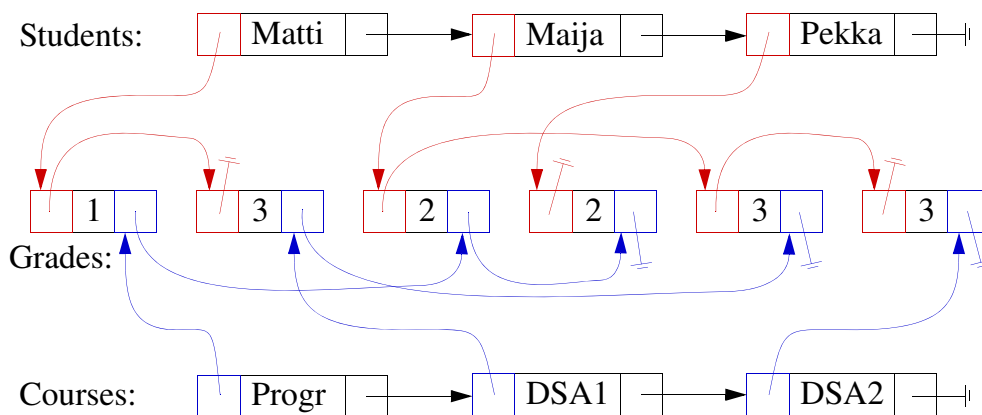 Students: Matti Maija Pekka
1 3 2 2 3 3
Grades:
Courses: Progr DSA1 DSA2